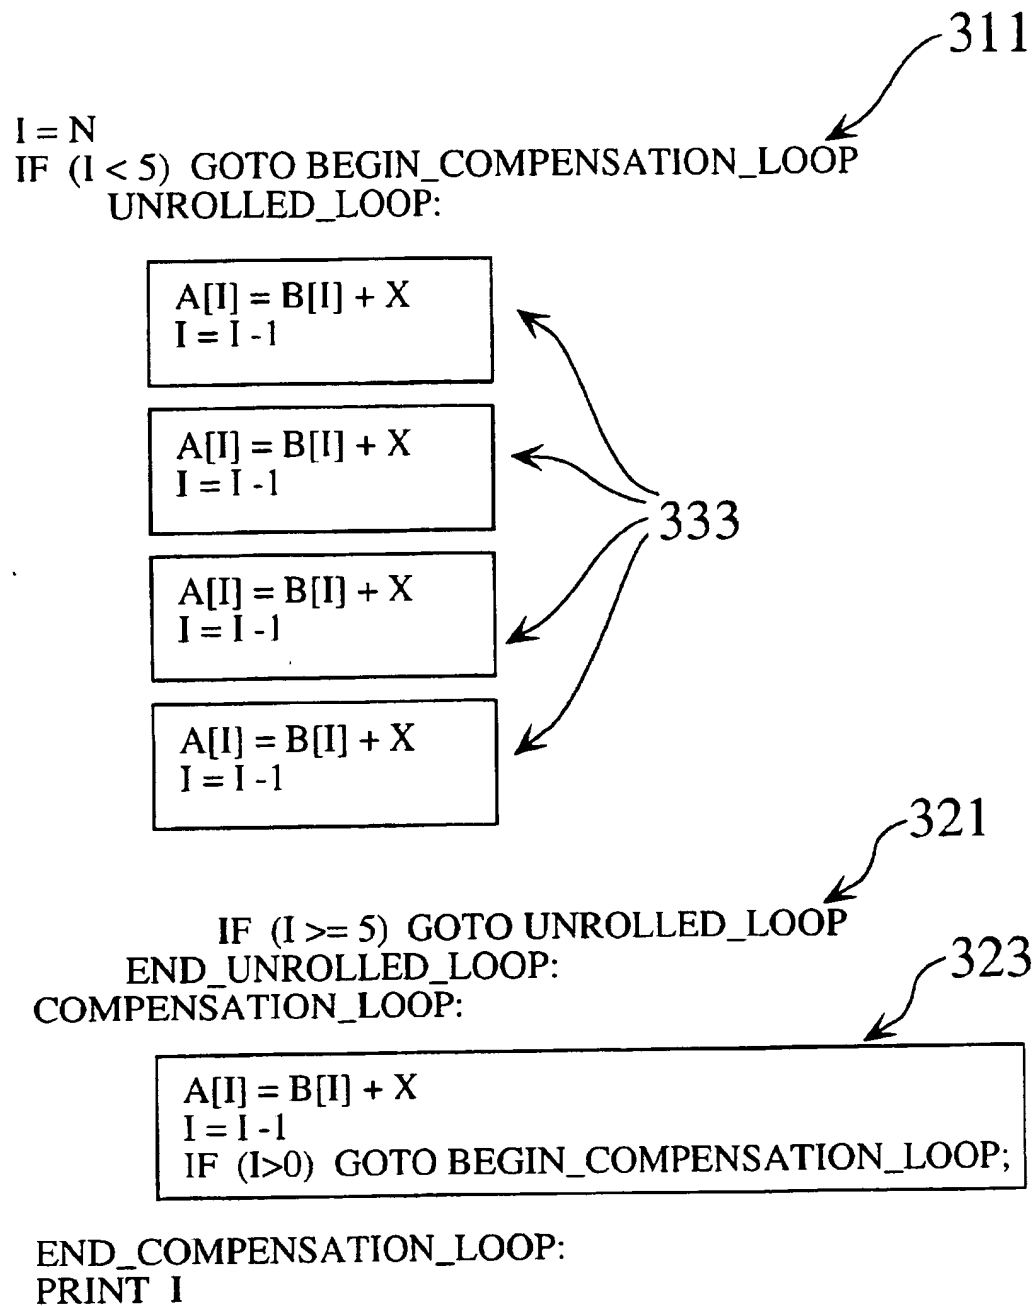 311
I = N
IF (I < 5) GOTO BEGIN_COMPENSATION_LOOP
UNROLLED_LOOP:
A[I] = B[I] + X
I = I -1
A[I] = B[I] + X
I = I -1
333
A[I] = B[I] + X
I = I -1
A[I] = B[I] + X
I = I -1
321
IF (I >= 5) GOTO UNROLLED_LOOP
END_UNROLLED_LOOP:
323
COMPENSATION_LOOP:
A[I] = B[I] + X
I = I -1
IF (I>0) GOTO BEGIN_COMPENSATION_LOOP;
END_COMPENSATION_LOOP:
PRINT I